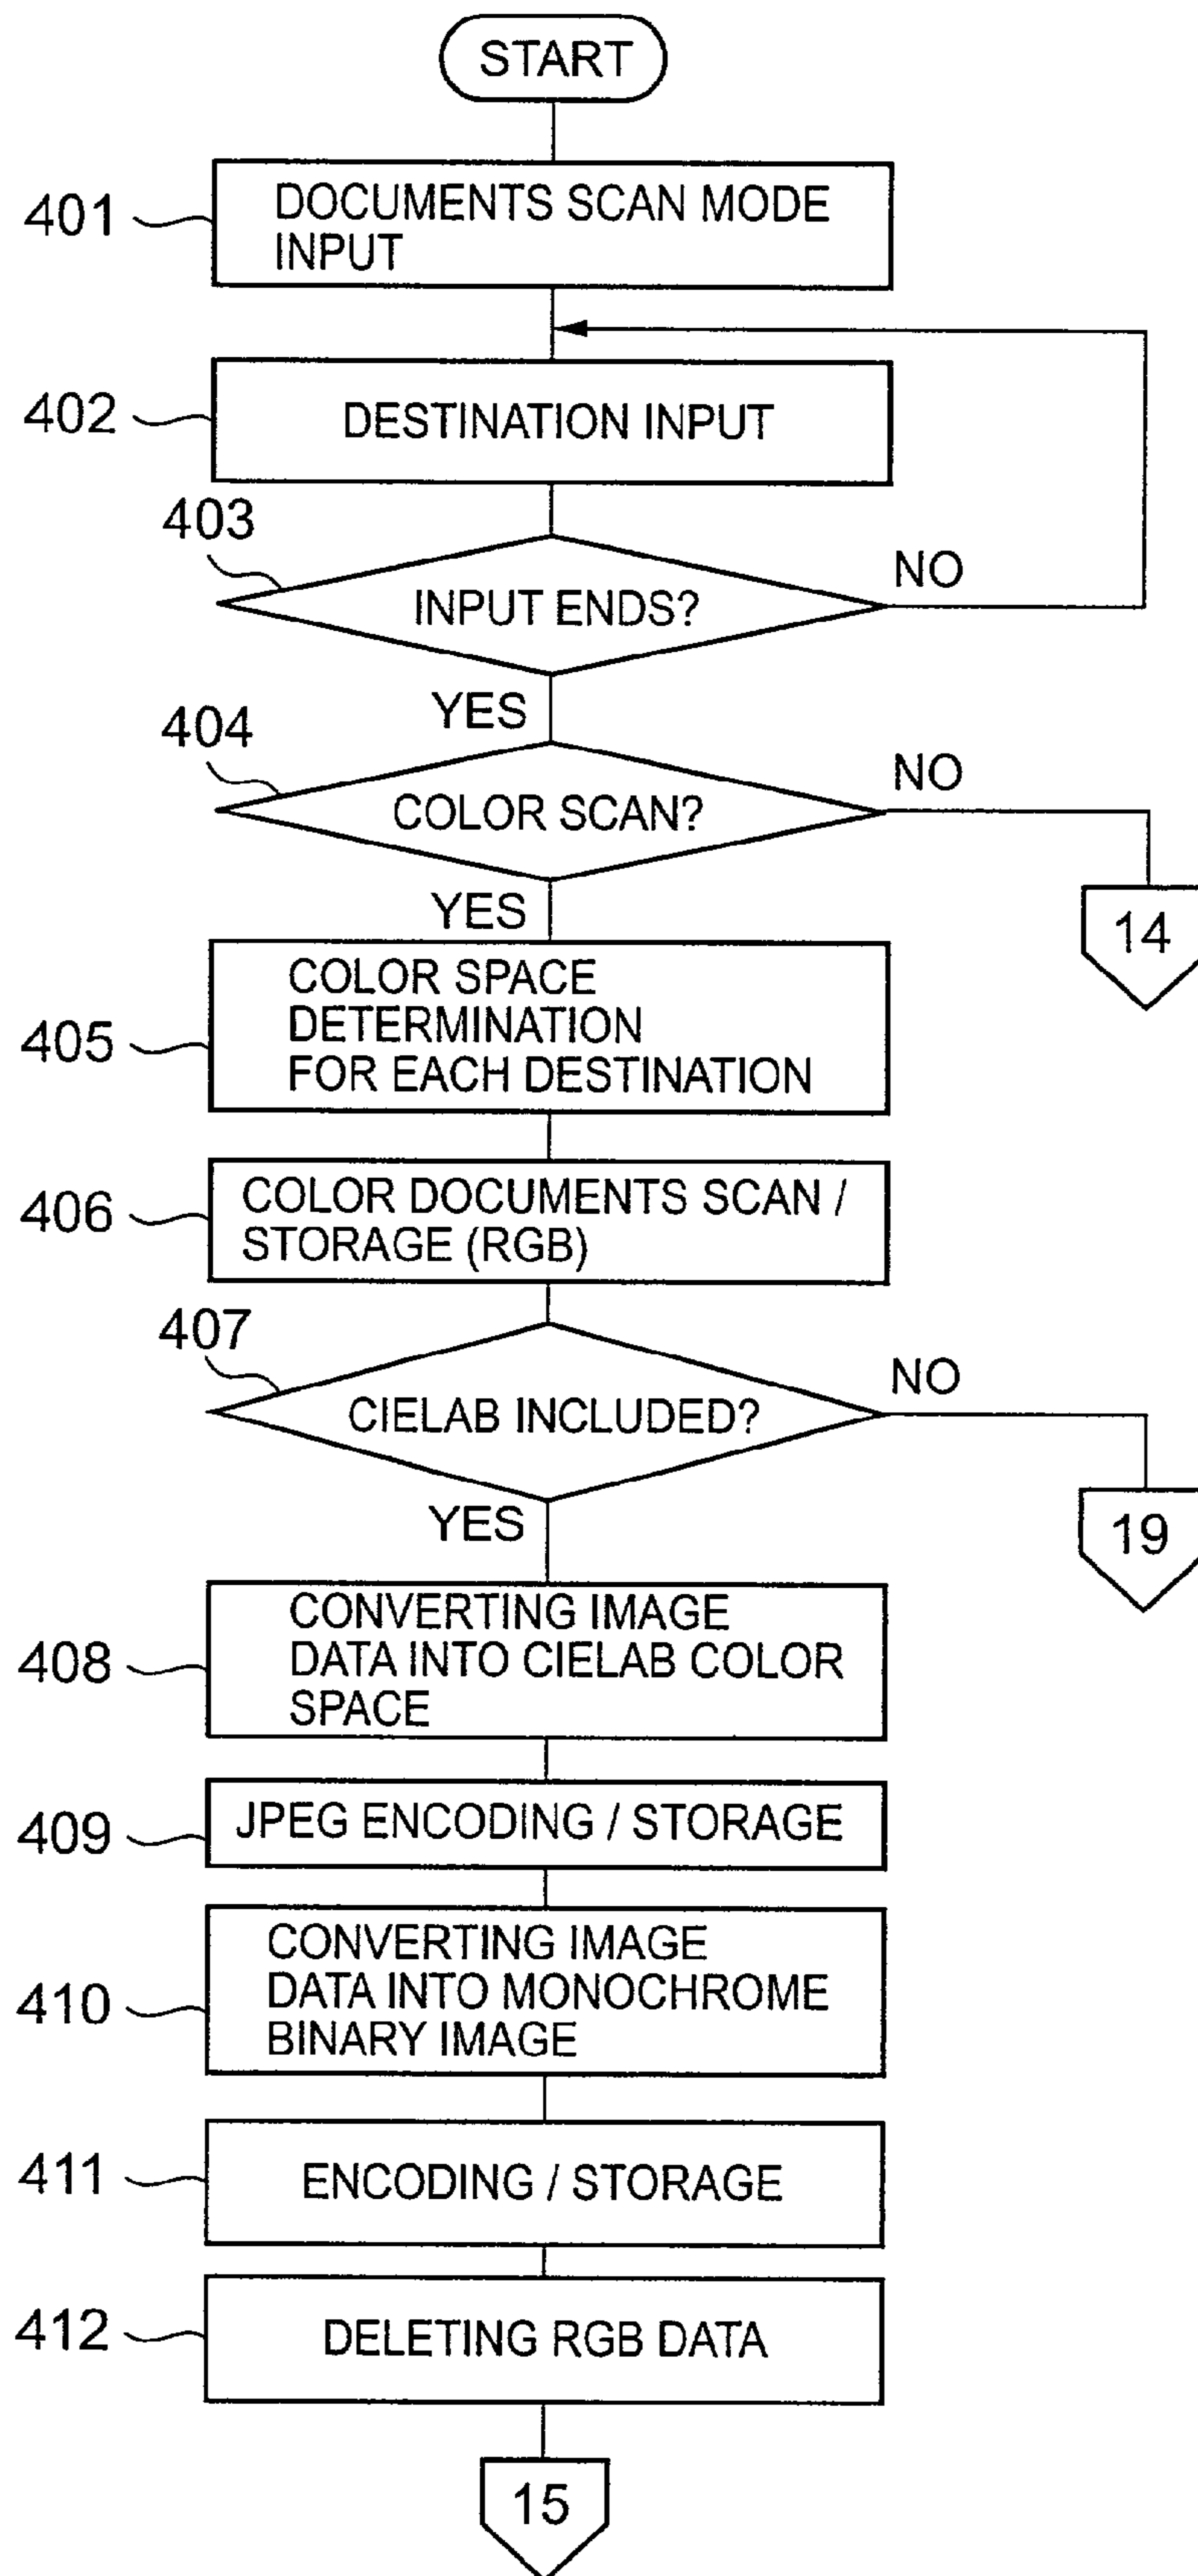 START
401
DOCUMENTS SCAN MODE
INPUT
402
DESTINATION INPUT
403
INPUT ENDS?
NO
YES
404
COLOR SCAN?
NO
YES
14
405
COLOR SPACE
DETERMINATION
FOR EACH DESTINATION
406
COLOR DOCUMENTS SCAN /
STORAGE (RGB)
407
CIELAB INCLUDED?
NO
YES
19
408
CONVERTING IMAGE
DATA INTO CIELAB COLOR
SPACE
409
JPEG ENCODING / STORAGE
410
CONVERTING IMAGE
DATA INTO MONOCHROME
BINARY IMAGE
411
ENCODING / STORAGE
412
DELETING RGB DATA
15